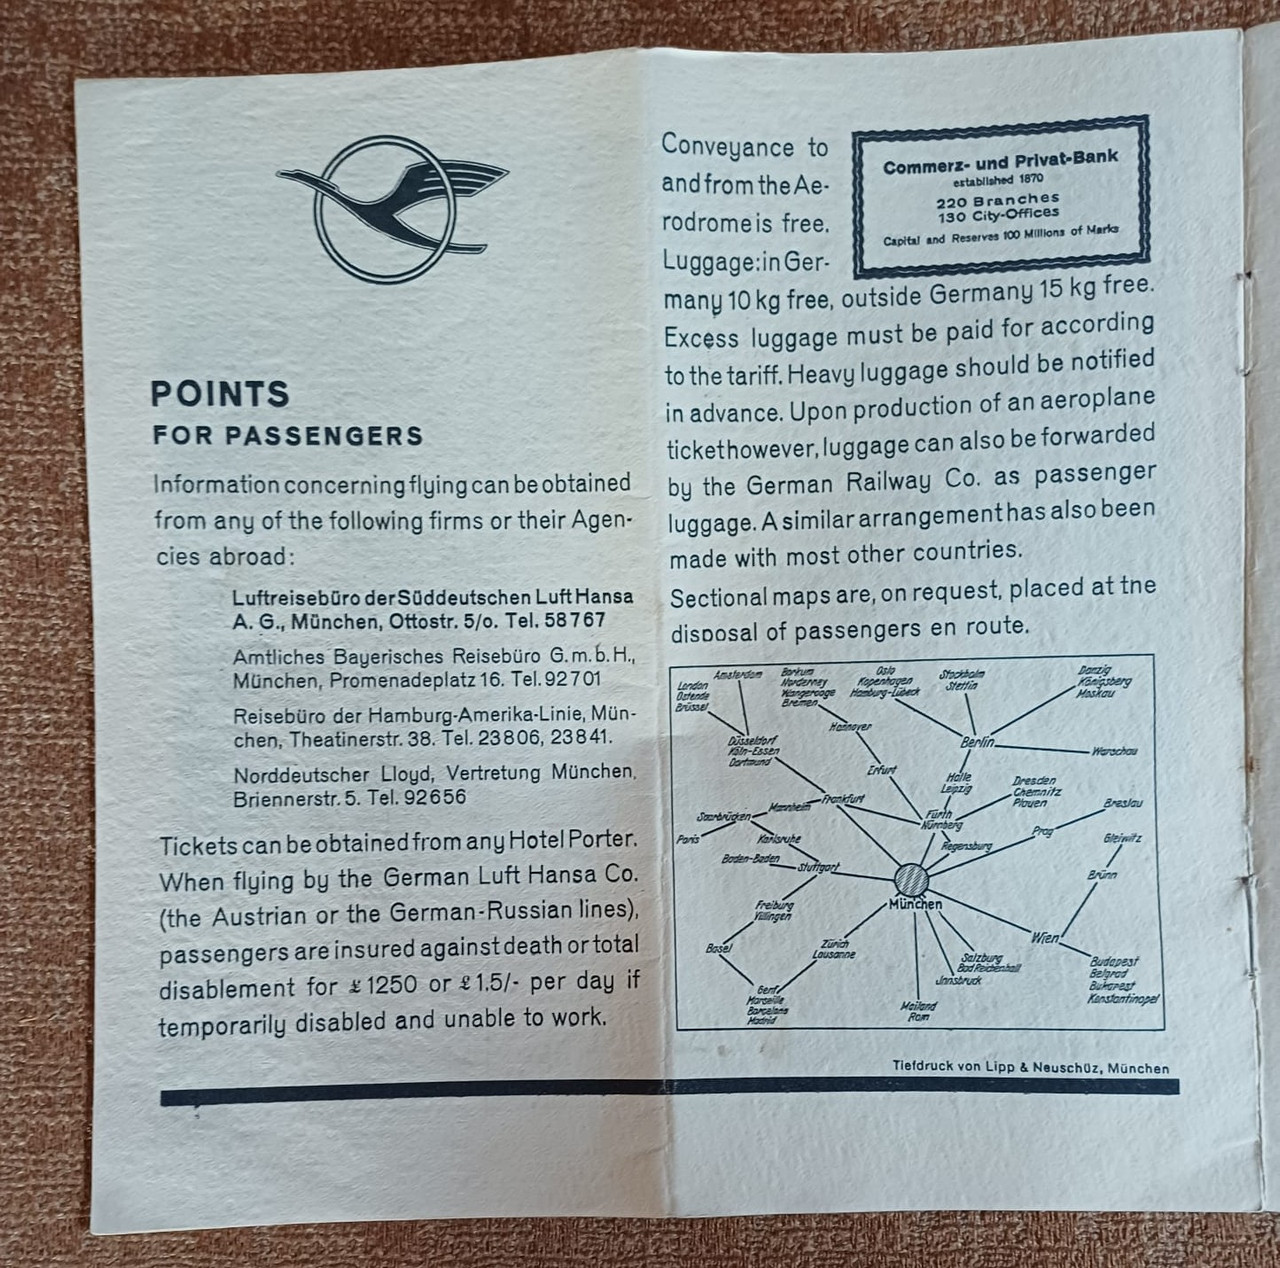 POINTS
FOR PASSENGERS
Information concerning flying can be obtained
from any of the following firms or their Agen-
cies abroad:
Luftreisebüro der Süddeutschen Luft Hansa
A. G., München, Ottostr. 5/o. Tel. 58767
Amtliches Bayerisches Reisebüro G.m.b.H.,
München, Promenadeplatz 16. Tel. 92701
Reisebüro der Hamburg-Amerika-Linie, Mün-
chen, Theatinerstr. 38. Tel. 23806, 23841.
Norddeutscher Lloyd, Vertretung München,
Briennerstr. 5. Tel. 92656
Tickets can be obtained from any Hotel Porter.
When flying by the German Luft Hansa Co.
(the Austrian or the German-Russian lines),
passengers are insured against death or total
disablement for £ 1250 or £ 1.5/- per day if
temporarily disabled and unable to work.
Conveyance to
and from the Ae-
rodrome is free.
Luggage: in Ger-
many 10 kg free, outside Germany 15 kg free.
Excess luggage must be paid for according
to the tariff. Heavy luggage should be notified
in advance. Upon production of an aeroplane
ticket however, luggage can also be forwarded
by the German Railway Co. as passenger
luggage. A similar arrangement has also been
made with most other countries.
Sectional maps are, on request, placed at the
disposal of passengers en route.
Commerz- und Privat-Bank
established 1870
220 Branches
130 City-Offices
Capital and Reserves 100 Millions of Marks
Amsterdam
London
Ostende
Brüssel
Borkum
Norderney
Wangerooge
Bremen
Oslo
Kopenhagen
Hamburg-Lübeck
Stockholm
Stettin
Danzig
Königsberg
Moskau
Hannover
Düsseldorf
Köln-Essen
Dortmund
Berlin
Warschau
Erfurt
Halle
Leipzig
Dresden
Chemnitz
Plauen
Frankfurt
Mannheim
Saarbrücken
Fürth
Nürnberg
Breslau
Paris
Karlsruhe
Prag
Gleiwitz
Regensburg
Baden-Baden
Stuttgart
Brünn
München
Freiburg
Villingen
Basel
Zürich
Lausanne
Wien
Salzburg
Bad Reichenhall
Innsbruck
Budapest
Belgrad
Bukarest
Konstantinopel
Genf
Marseille
Barcelona
Madrid
Mailand
Rom
Tiefdruck von Lipp & Neuschüz, München